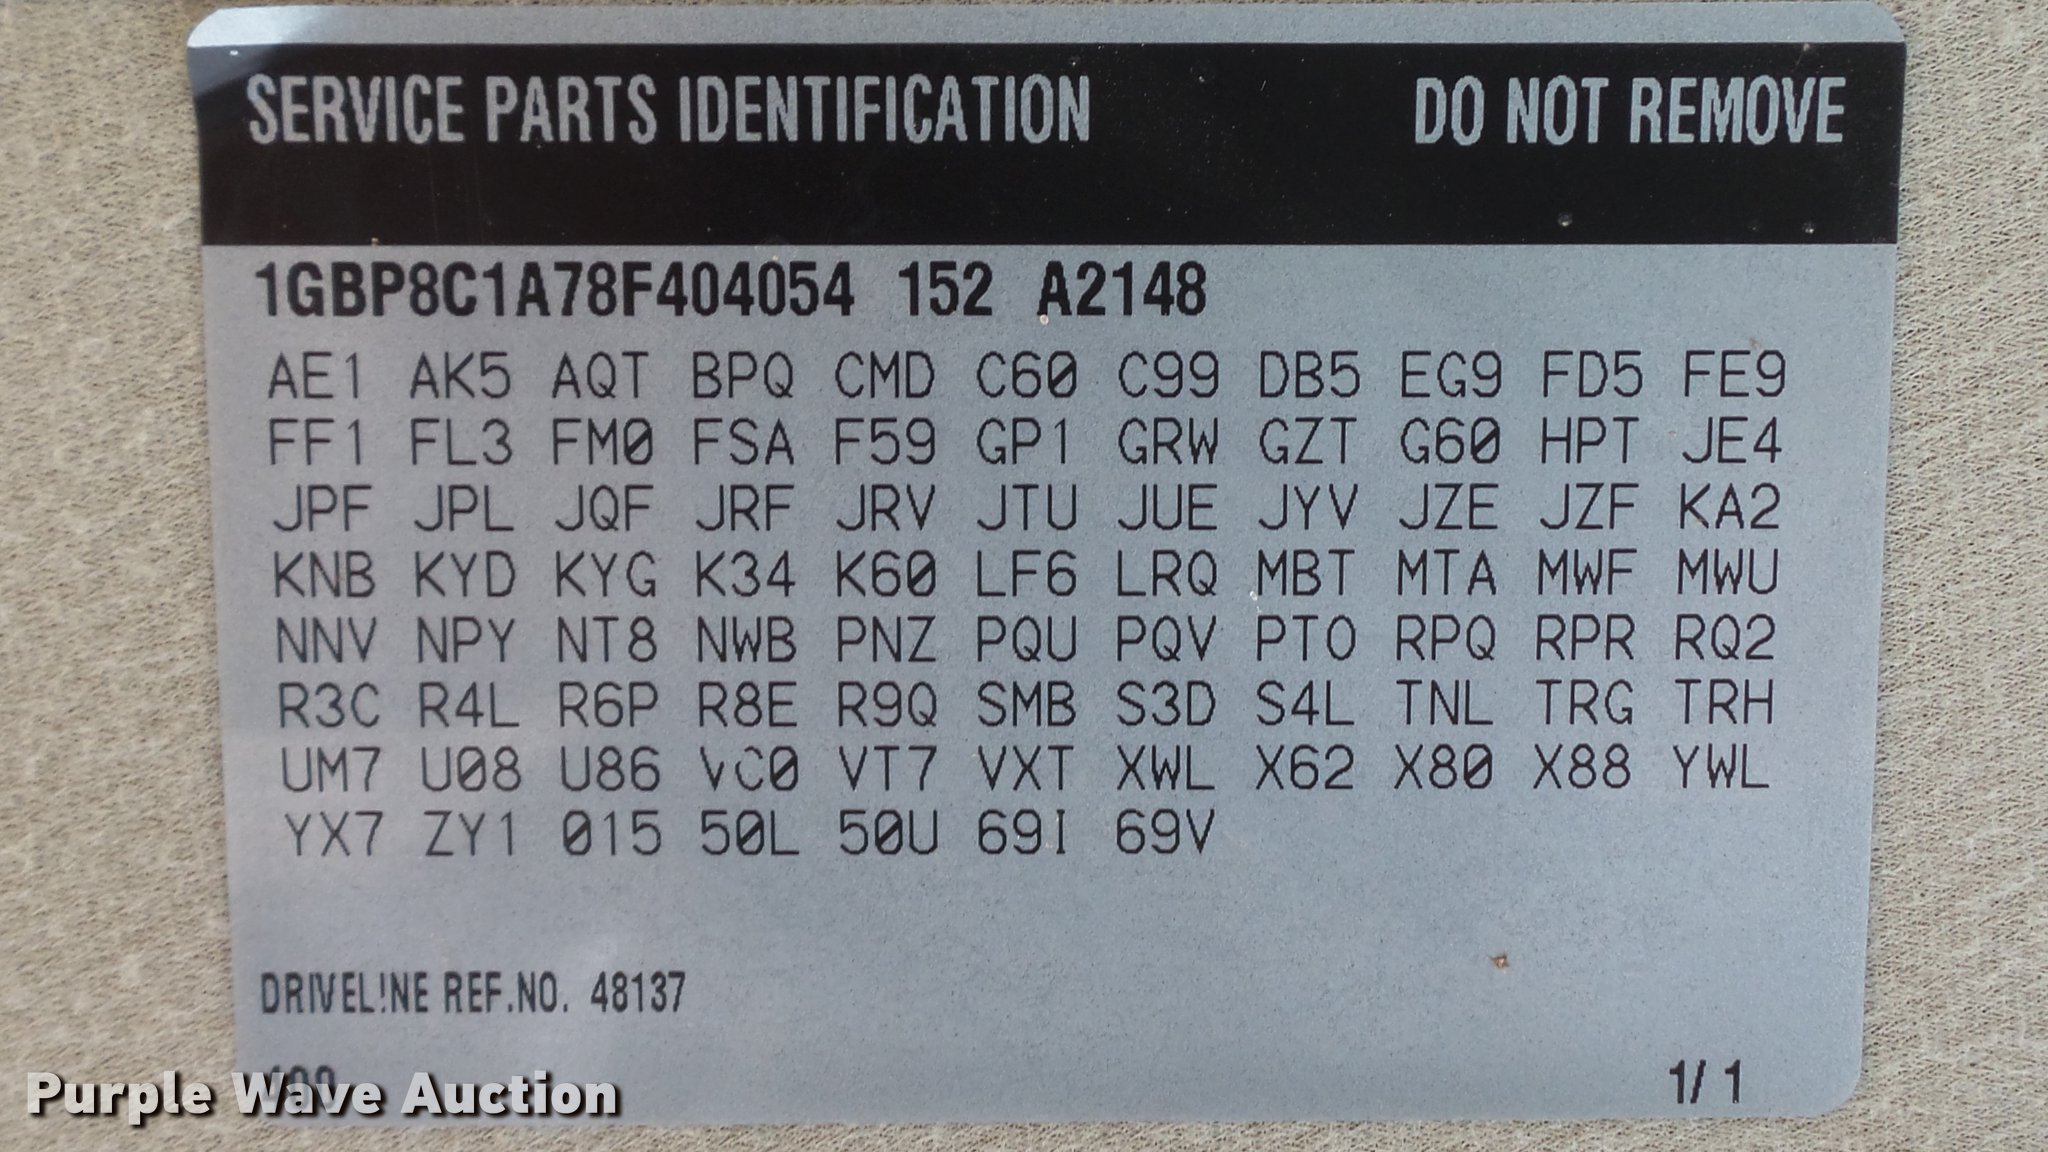 SERVICE PARTS IDENTIFICATION DO NOT REMOVE
1GBP8C1A78F404054 152 A2148
AE1 AK5 AQT BPQ CMD C60 C99 DB5 EG9 FD5 FE9
FF1 FL3 FM0 FSA F59 GP1 GRW GZT G60 HPT JE4
JPF JPL JQF JRF JRV JTU JUE JYV JZE JZF KA2
KNB KYD KYG K34 K60 LF6 LRQ MBT MTA MWF MWU
NNV NPY NT8 NWB PNZ PQU PQV PTO RPQ RPR RQ2
R3C R4L R6P R8E R9Q SMB S3D S4L TNL TRG TRH
UM7 U08 U86 VC0 VT7 VXT XWL X62 X80 X88 YWL
YX7 ZY1 015 50L 50U 69I 69V
DRIVEL!NE REF.NO. 48137
1/ 1
Purple Wave Auction